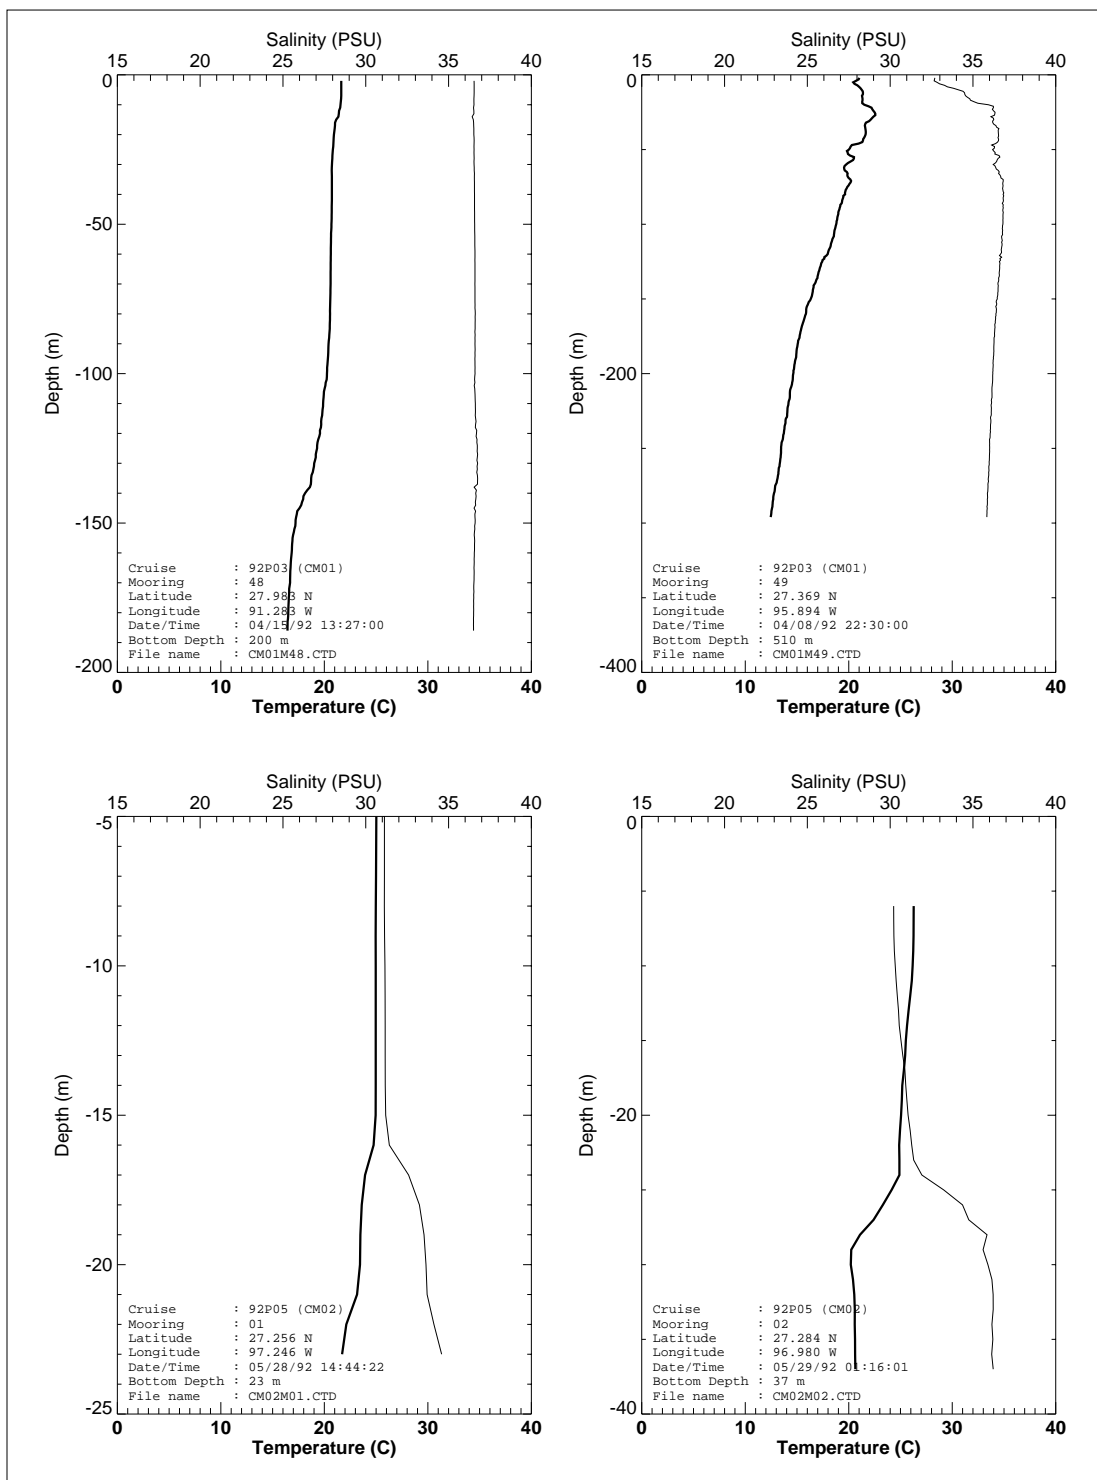 Salinity (PSU)
15 20 25 30 35 40
0
-50
-100
-150
-200
Depth (m)
Cruise : 92P03 (CM01)
Mooring : 48
Latitude : 27.983 N
Longitude : 91.283 W
Date/Time : 04/15/92 13:27:00
Bottom Depth : 200 m
File name : CM01M48.CTD
0 10 20 30 40
Temperature (C)
Salinity (PSU)
15 20 25 30 35 40
0
-200
-400
Depth (m)
Cruise : 92P03 (CM01)
Mooring : 49
Latitude : 27.369 N
Longitude : 95.894 W
Date/Time : 04/08/92 22:30:00
Bottom Depth : 510 m
File name : CM01M49.CTD
0 10 20 30 40
Temperature (C)
Salinity (PSU)
15 20 25 30 35 40
-5
-10
-15
-20
-25
Depth (m)
Cruise : 92P05 (CM02)
Mooring : 01
Latitude : 27.256 N
Longitude : 97.246 W
Date/Time : 05/28/92 14:44:22
Bottom Depth : 23 m
File name : CM02M01.CTD
0 10 20 30 40
Temperature (C)
Salinity (PSU)
15 20 25 30 35 40
0
-20
-40
Depth (m)
Cruise : 92P05 (CM02)
Mooring : 02
Latitude : 27.284 N
Longitude : 96.980 W
Date/Time : 05/29/92 01:16:01
Bottom Depth : 37 m
File name : CM02M02.CTD
0 10 20 30 40
Temperature (C)